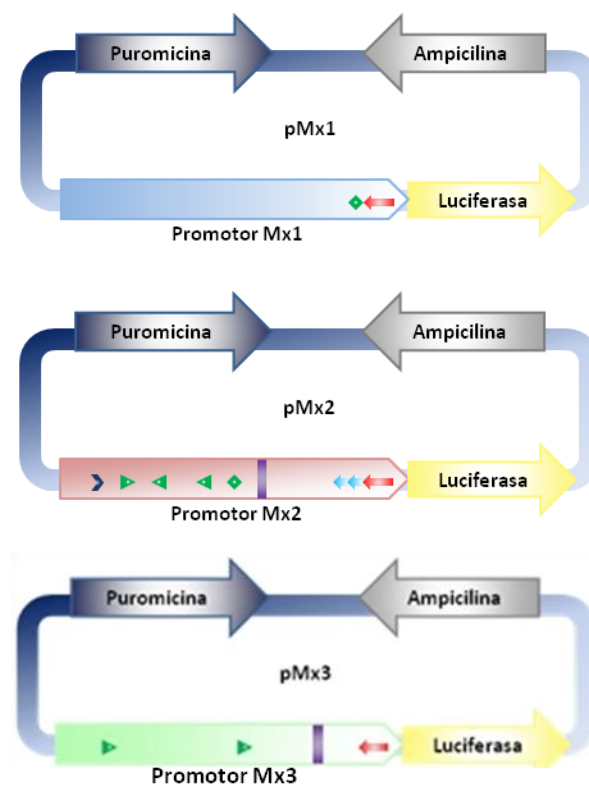 Puromicina
Ampicilina
pMx1
Luciferasa
Promotor Mx1
Puromicina
Ampicilina
pMx2
Luciferasa
Promotor Mx2
Puromicina
Ampicilina
pMx3
Luciferasa
Promotor Mx3